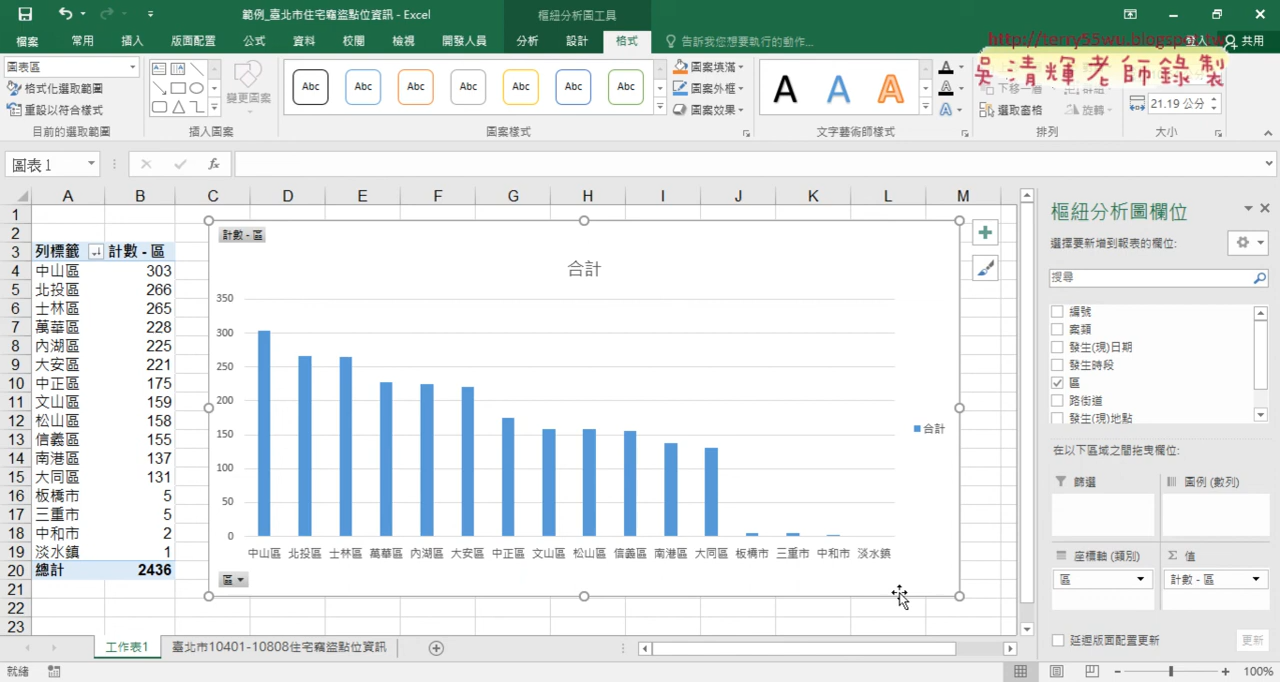 範例_臺北市住宅竊盜點位資訊 - Excel
樞紐分析圖工具
檔案 常用 插入 版面配置 公式 資料 校閱 檢視 開發人員 分析 設計 格式 告訴我您想要執行的動作... 登入 共用
http://terry55wu.blogspot.tw
吳清輝老師錄製
圖表區
格式化選取範圍
重設以符合樣式
目前的選取範圍
變更圖案
插入圖案
Abc Abc Abc Abc Abc Abc Abc
圖案填滿
圖案外框
圖案效果
圖案樣式
A A A
文字藝術師樣式
下移一層
選取窗格
旋轉
排列
21.19 公分
大小
圖表 1
fx
A B C D E F G H I J K L M
1
2
3 列標籤 計數 - 區
4 中山區 303
5 北投區 266
6 士林區 265
7 萬華區 228
8 內湖區 225
9 大安區 221
10 中正區 175
11 文山區 159
12 松山區 158
13 信義區 155
14 南港區 137
15 大同區 131
16 板橋市 5
17 三重市 5
18 中和市 2
19 淡水鎮 1
20 總計 2436
21
22
23
計數 - 區
合計
350
300
250
200
150
100
50
0
中山區 北投區 士林區 萬華區 內湖區 大安區 中正區 文山區 松山區 信義區 南港區 大同區 板橋市 三重市 中和市 淡水鎮
合計
區
樞紐分析圖欄位
選擇要新增到報表的欄位:
搜尋
編號
案類
發生(現)日期
發生時段
區
路街道
發生(現)地點
在以下區域之間拖曳欄位:
篩選 圖例 (數列)
座標軸 (類別) Σ 值
區 計數 - 區
延遲版面配置更新 更新
工作表1 臺北市10401-10808住宅竊盜點位資訊
就緒
100%